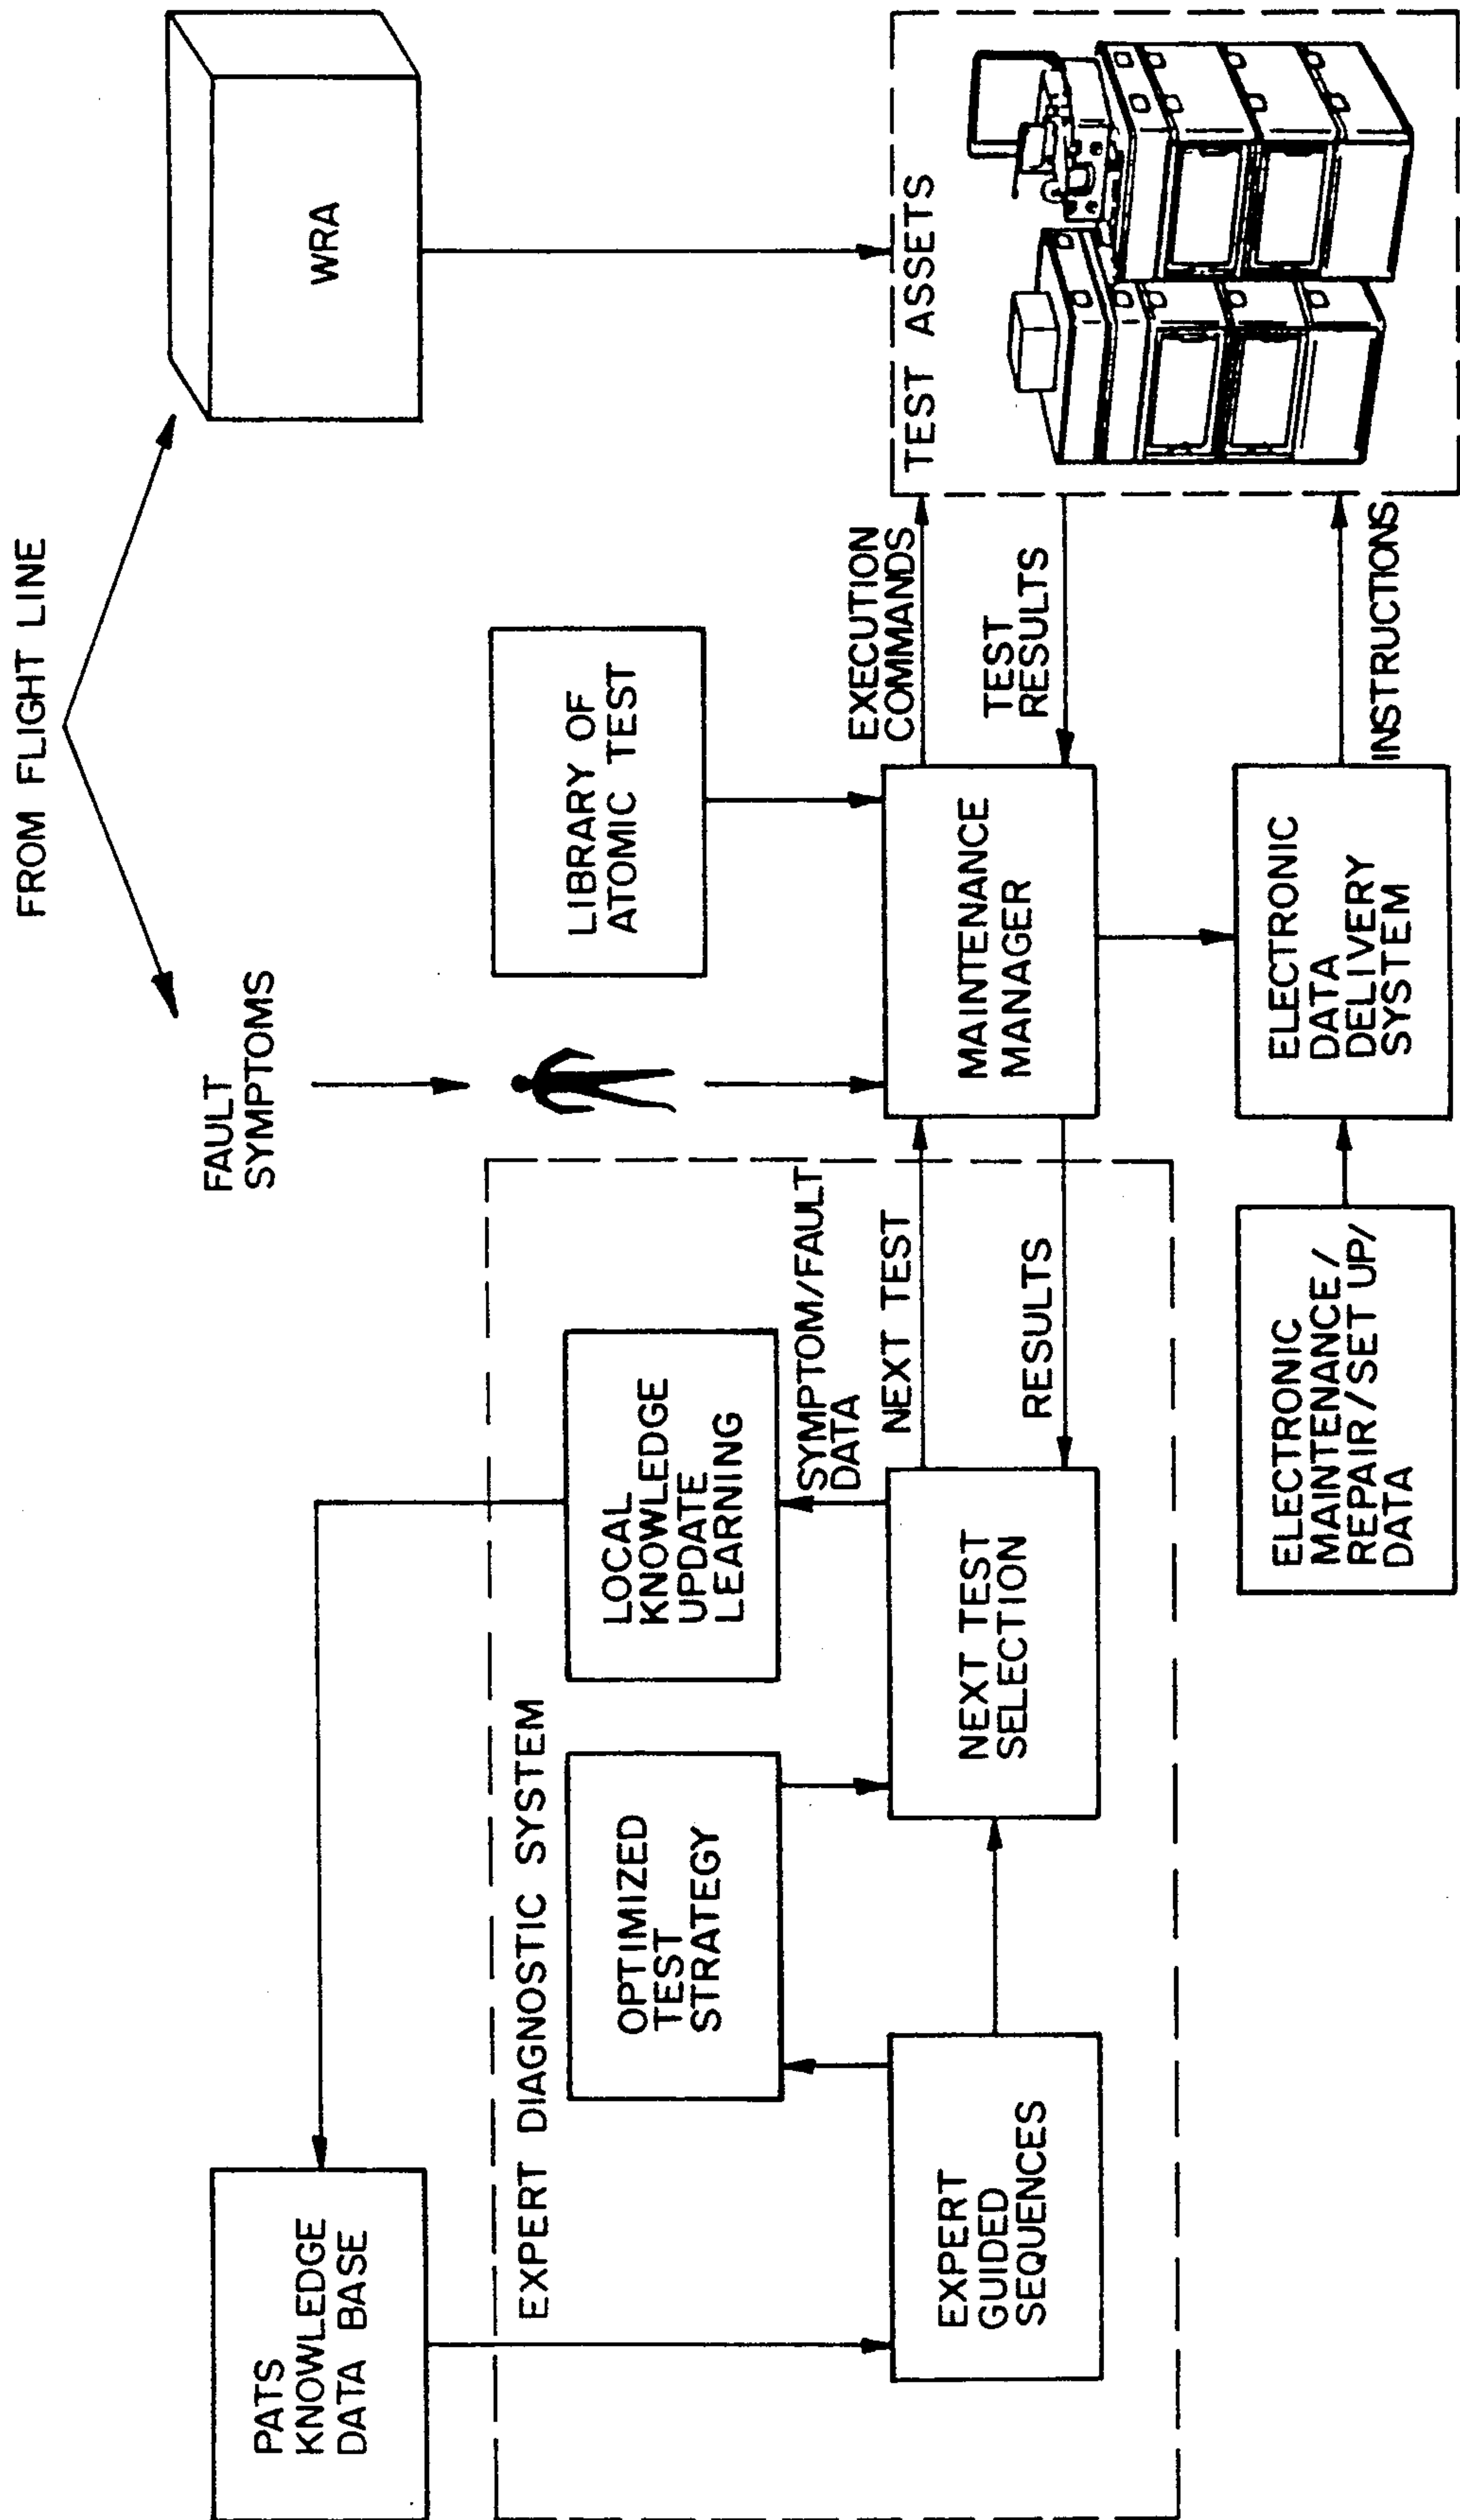 FROM FLIGHT LINE
FAULT
SYMPTOMS
WRA
PATS
KNOWLEDGE
DATA BASE
EXPERT DIAGNOSTIC SYSTEM
LIBRARY OF
ATOMIC TEST
OPTIMIZED
TEST
STRATEGY
LOCAL
KNOWLEDGE
UPDATE
LEARNING
SYMPTOM/FAULT
DATA
NEXT TEST
RESULTS
EXPERT
GUIDED
SEQUENCES
NEXT TEST
SELECTION
MAINTENANCE
MANAGER
EXECUTION
COMMANDS
TEST
RESULTS
TEST ASSETS
ELECTRONIC
MAINTENANCE/
REPAIR/SET UP/
DATA
ELECTRONIC
DATA
DELIVERY
SYSTEM
INSTRUCTIONS